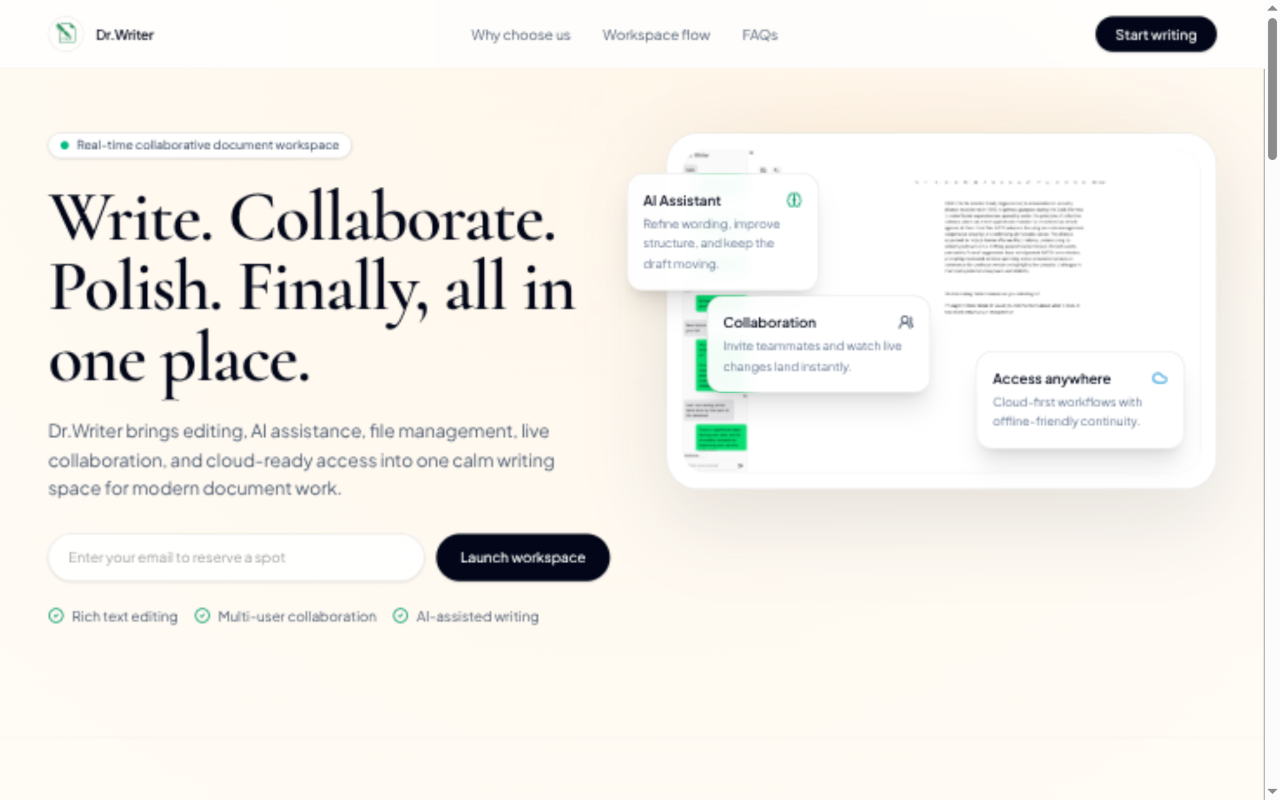 Dr.Writer
Why choose us
Workspace flow
FAQs
Start writing
Real-time collaborative document workspace
Write. Collaborate.
Polish. Finally, all in
one place.
Dr.Writer brings editing, AI assistance, file management, live
collaboration, and cloud-ready access into one calm writing
space for modern document work.
Enter your email to reserve a spot
Launch workspace
Rich text editing
Multi-user collaboration
AI-assisted writing
Writer
AI Assistant
Refine wording, improve
structure, and keep the
draft moving.
Collaboration
Invite teammates and watch live
changes land instantly.
Access anywhere
Cloud-first workflows with
offline-friendly continuity.